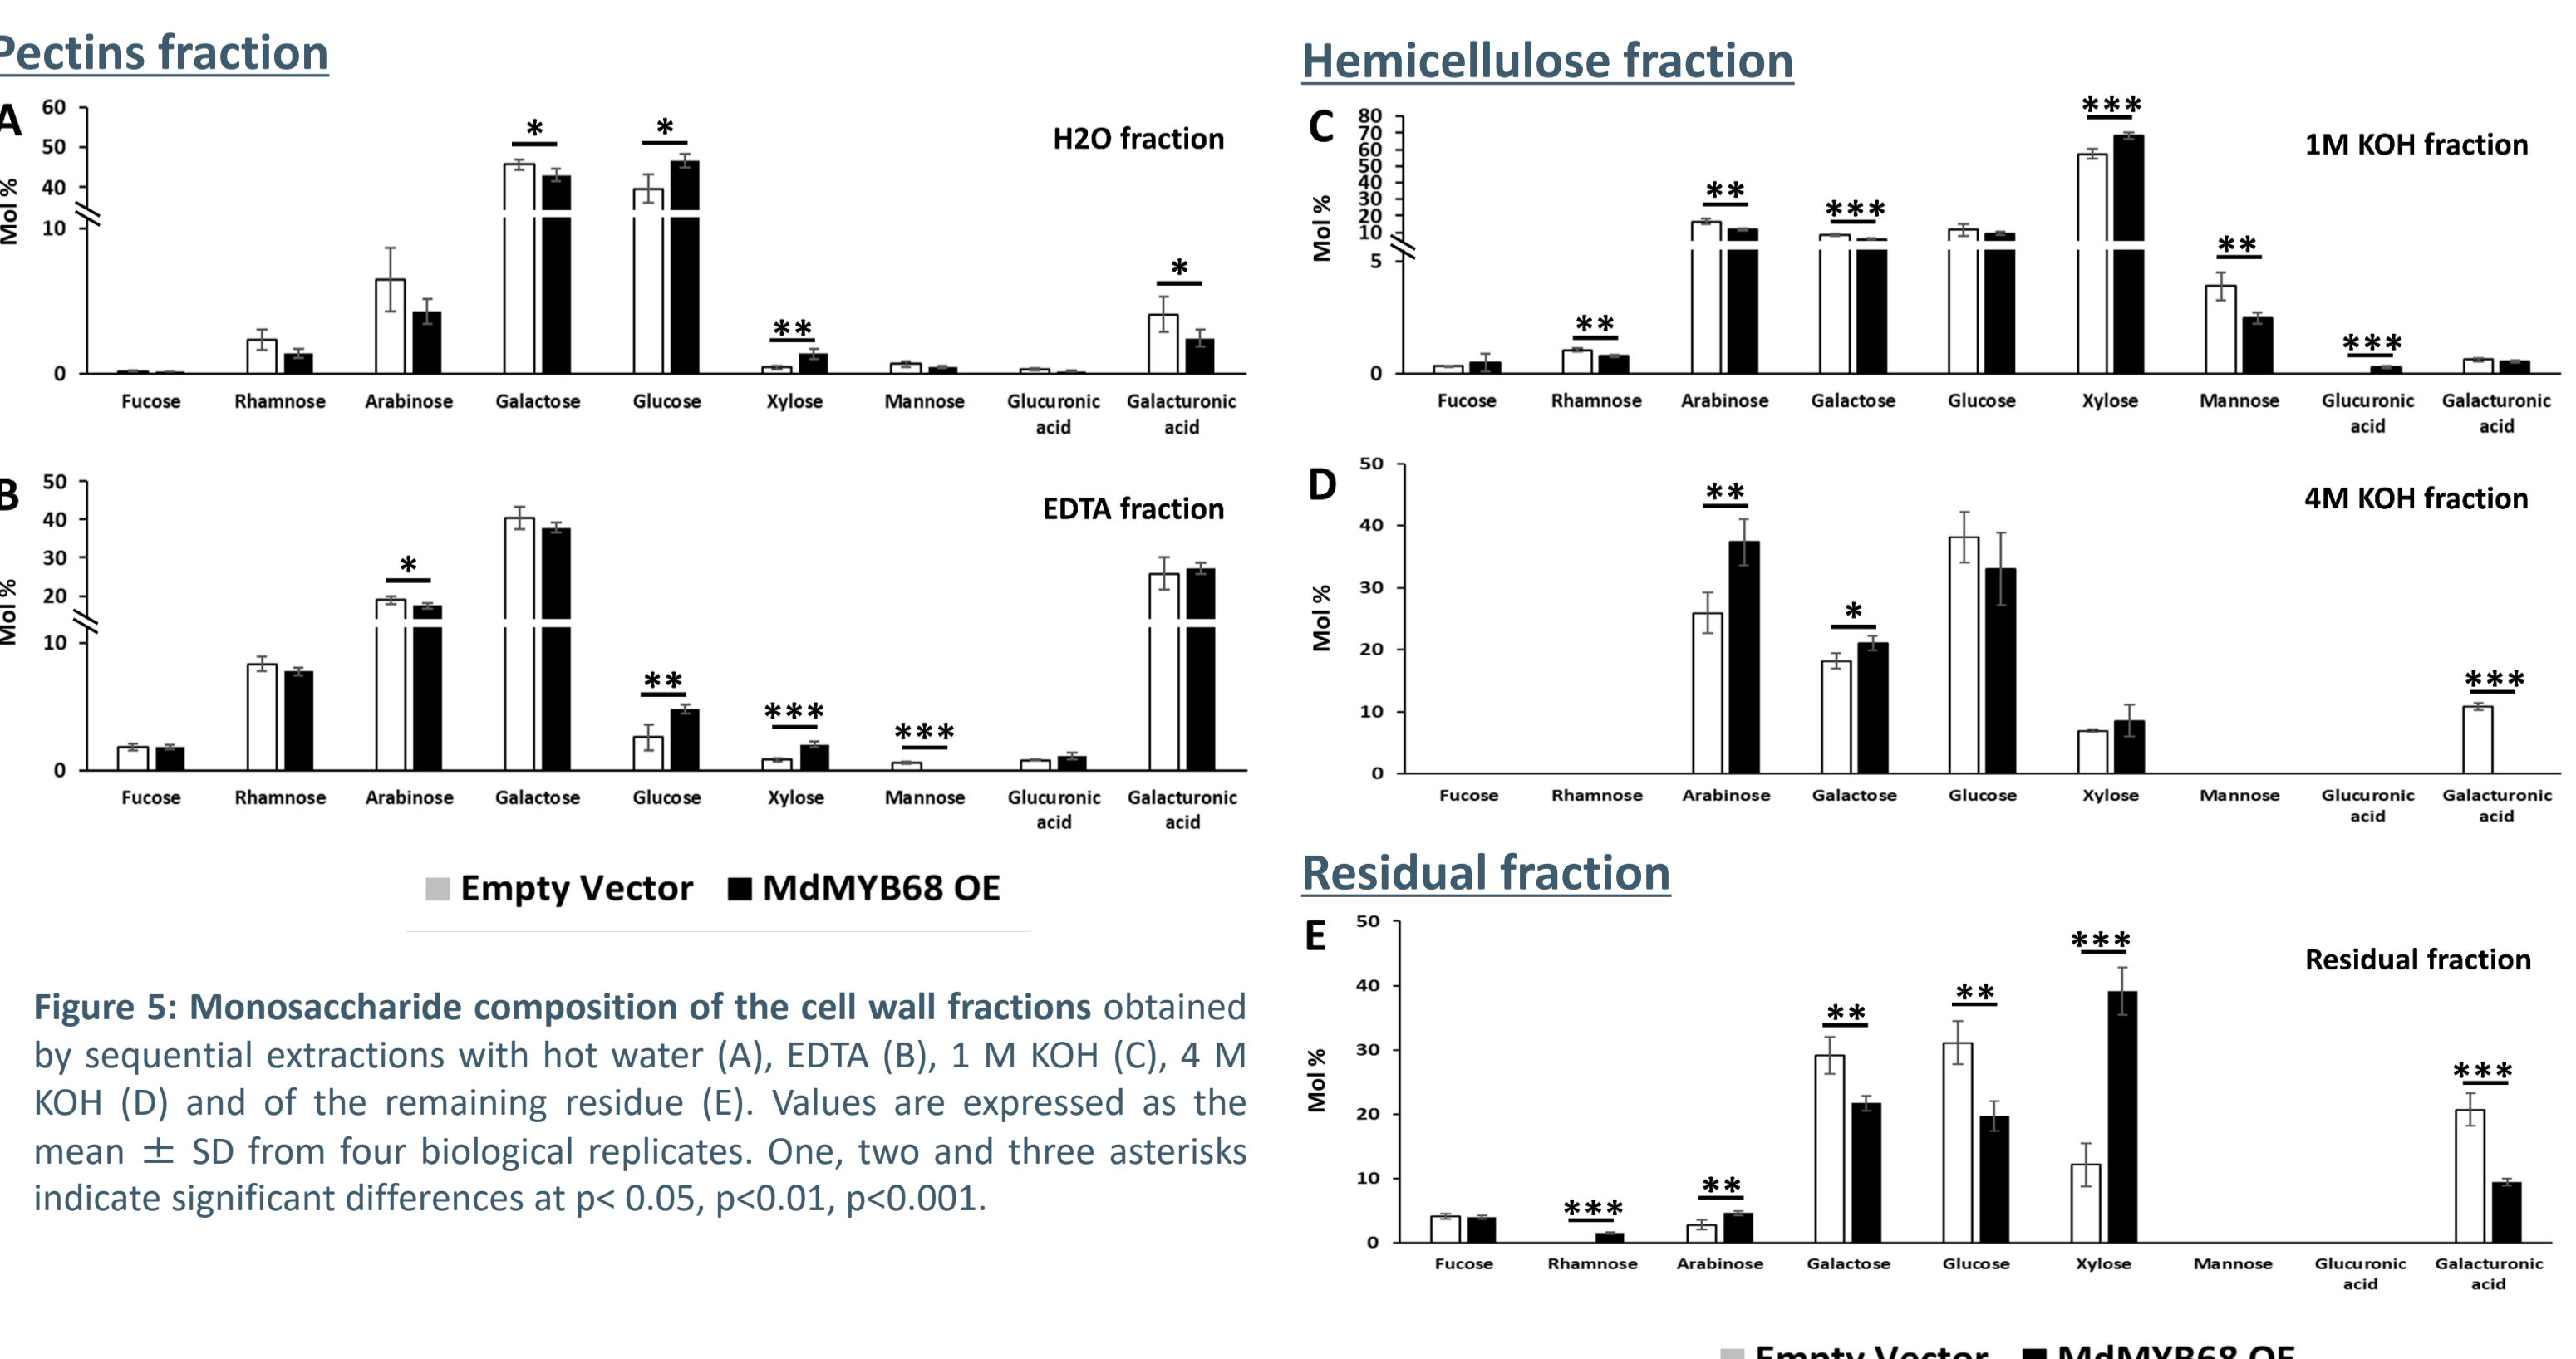 Pectins fraction
A
60
50
40
10
0
Mol %
H2O fraction
*
*
**
*
Fucose Rhamnose Arabinose Galactose Glucose Xylose Mannose Glucuronic acid Galacturonic acid
B
50
40
30
20
10
0
Mol %
EDTA fraction
*
**
***
***
Fucose Rhamnose Arabinose Galactose Glucose Xylose Mannose Glucuronic acid Galacturonic acid
Empty Vector MdMYB68 OE
Figure 5: Monosaccharide composition of the cell wall fractions obtained
by sequential extractions with hot water (A), EDTA (B), 1 M KOH (C), 4 M
KOH (D) and of the remaining residue (E). Values are expressed as the
mean ± SD from four biological replicates. One, two and three asterisks
indicate significant differences at p< 0.05, p<0.01, p<0.001.
Hemicellulose fraction
C
80
70
60
50
40
30
20
10
5
0
Mol %
1M KOH fraction
**
**
***
***
**
***
Fucose Rhamnose Arabinose Galactose Glucose Xylose Mannose Glucuronic acid Galacturonic acid
D
50
40
30
20
10
0
Mol %
4M KOH fraction
**
*
***
Fucose Rhamnose Arabinose Galactose Glucose Xylose Mannose Glucuronic acid Galacturonic acid
Residual fraction
E
50
40
30
20
10
0
Mol %
Residual fraction
***
**
**
**
***
***
Fucose Rhamnose Arabinose Galactose Glucose Xylose Mannose Glucuronic acid Galacturonic acid
Empty Vector MdMYB68 OE